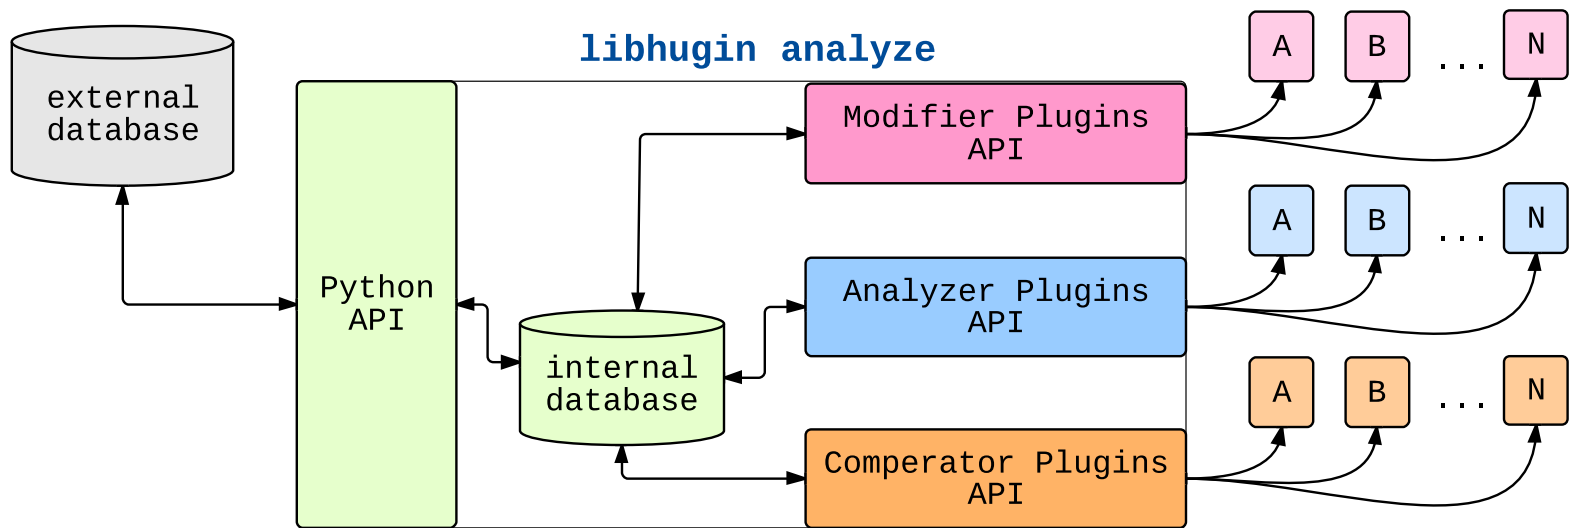 libhugin analyze
external
database
Python
API
internal
database
Modifier Plugins
API
A B ... N
Analyzer Plugins
API
A B ... N
Comperator Plugins
API
A B ... N